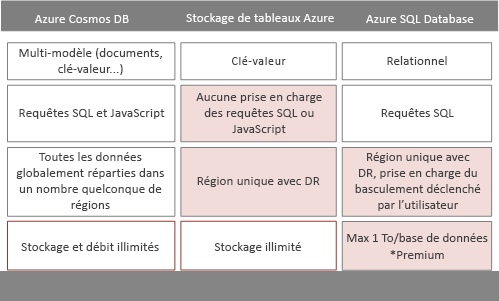 Azure Cosmos DB
Stockage de tableaux Azure
Azure SQL Database
Multi-modèle (documents,
clé-valeur...)
Clé-valeur
Relationnel
Requêtes SQL et JavaScript
Aucune prise en charge
des requêtes SQL ou
JavaScript
Requêtes SQL
Toutes les données
globalement réparties dans
un nombre quelconque de
régions
Région unique avec DR
Région unique avec
DR, prise en charge du
basculement déclenché
par l’utilisateur
Stockage et débit illimités
Stockage illimité
Max 1 To/base de données
*Premium